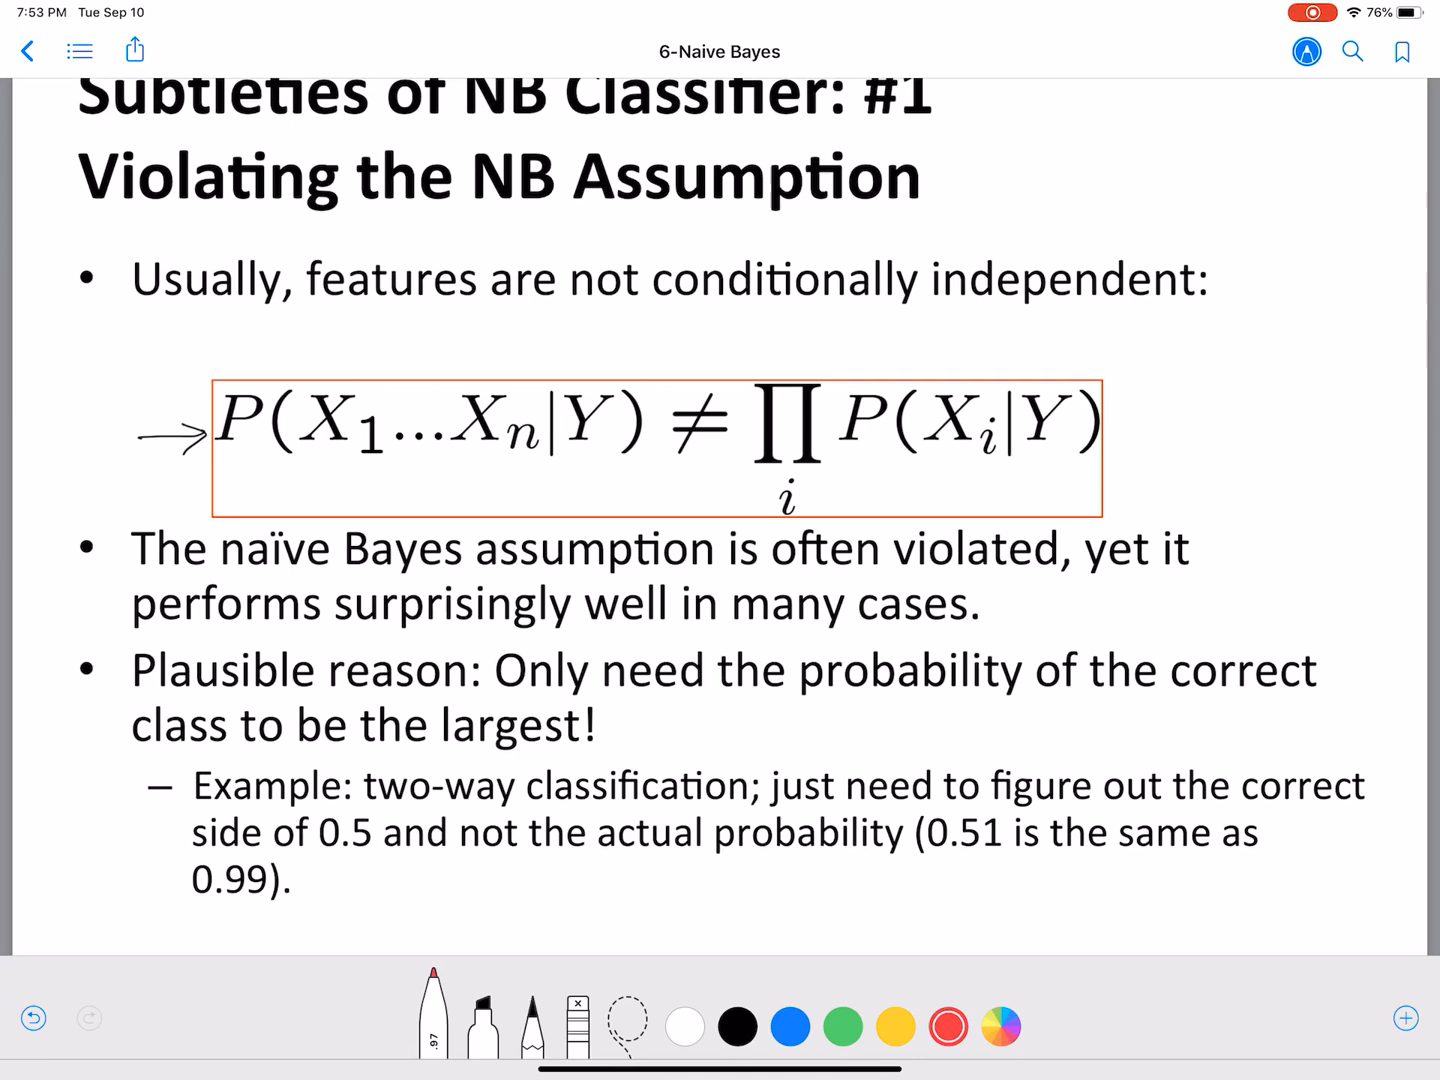 7:53 PM Tue Sep 10
76%
6-Naive Bayes
Subtleties of NB Classifier: #1
Violating the NB Assumption
• Usually, features are not conditionally independent:
P(X₁...Xₙ|Y) ≠ ∏ᵢ P(Xᵢ|Y)
• The naïve Bayes assumption is often violated, yet it
performs surprisingly well in many cases.
• Plausible reason: Only need the probability of the correct
class to be the largest!
– Example: two-way classification; just need to figure out the correct
side of 0.5 and not the actual probability (0.51 is the same as
0.99).
.97